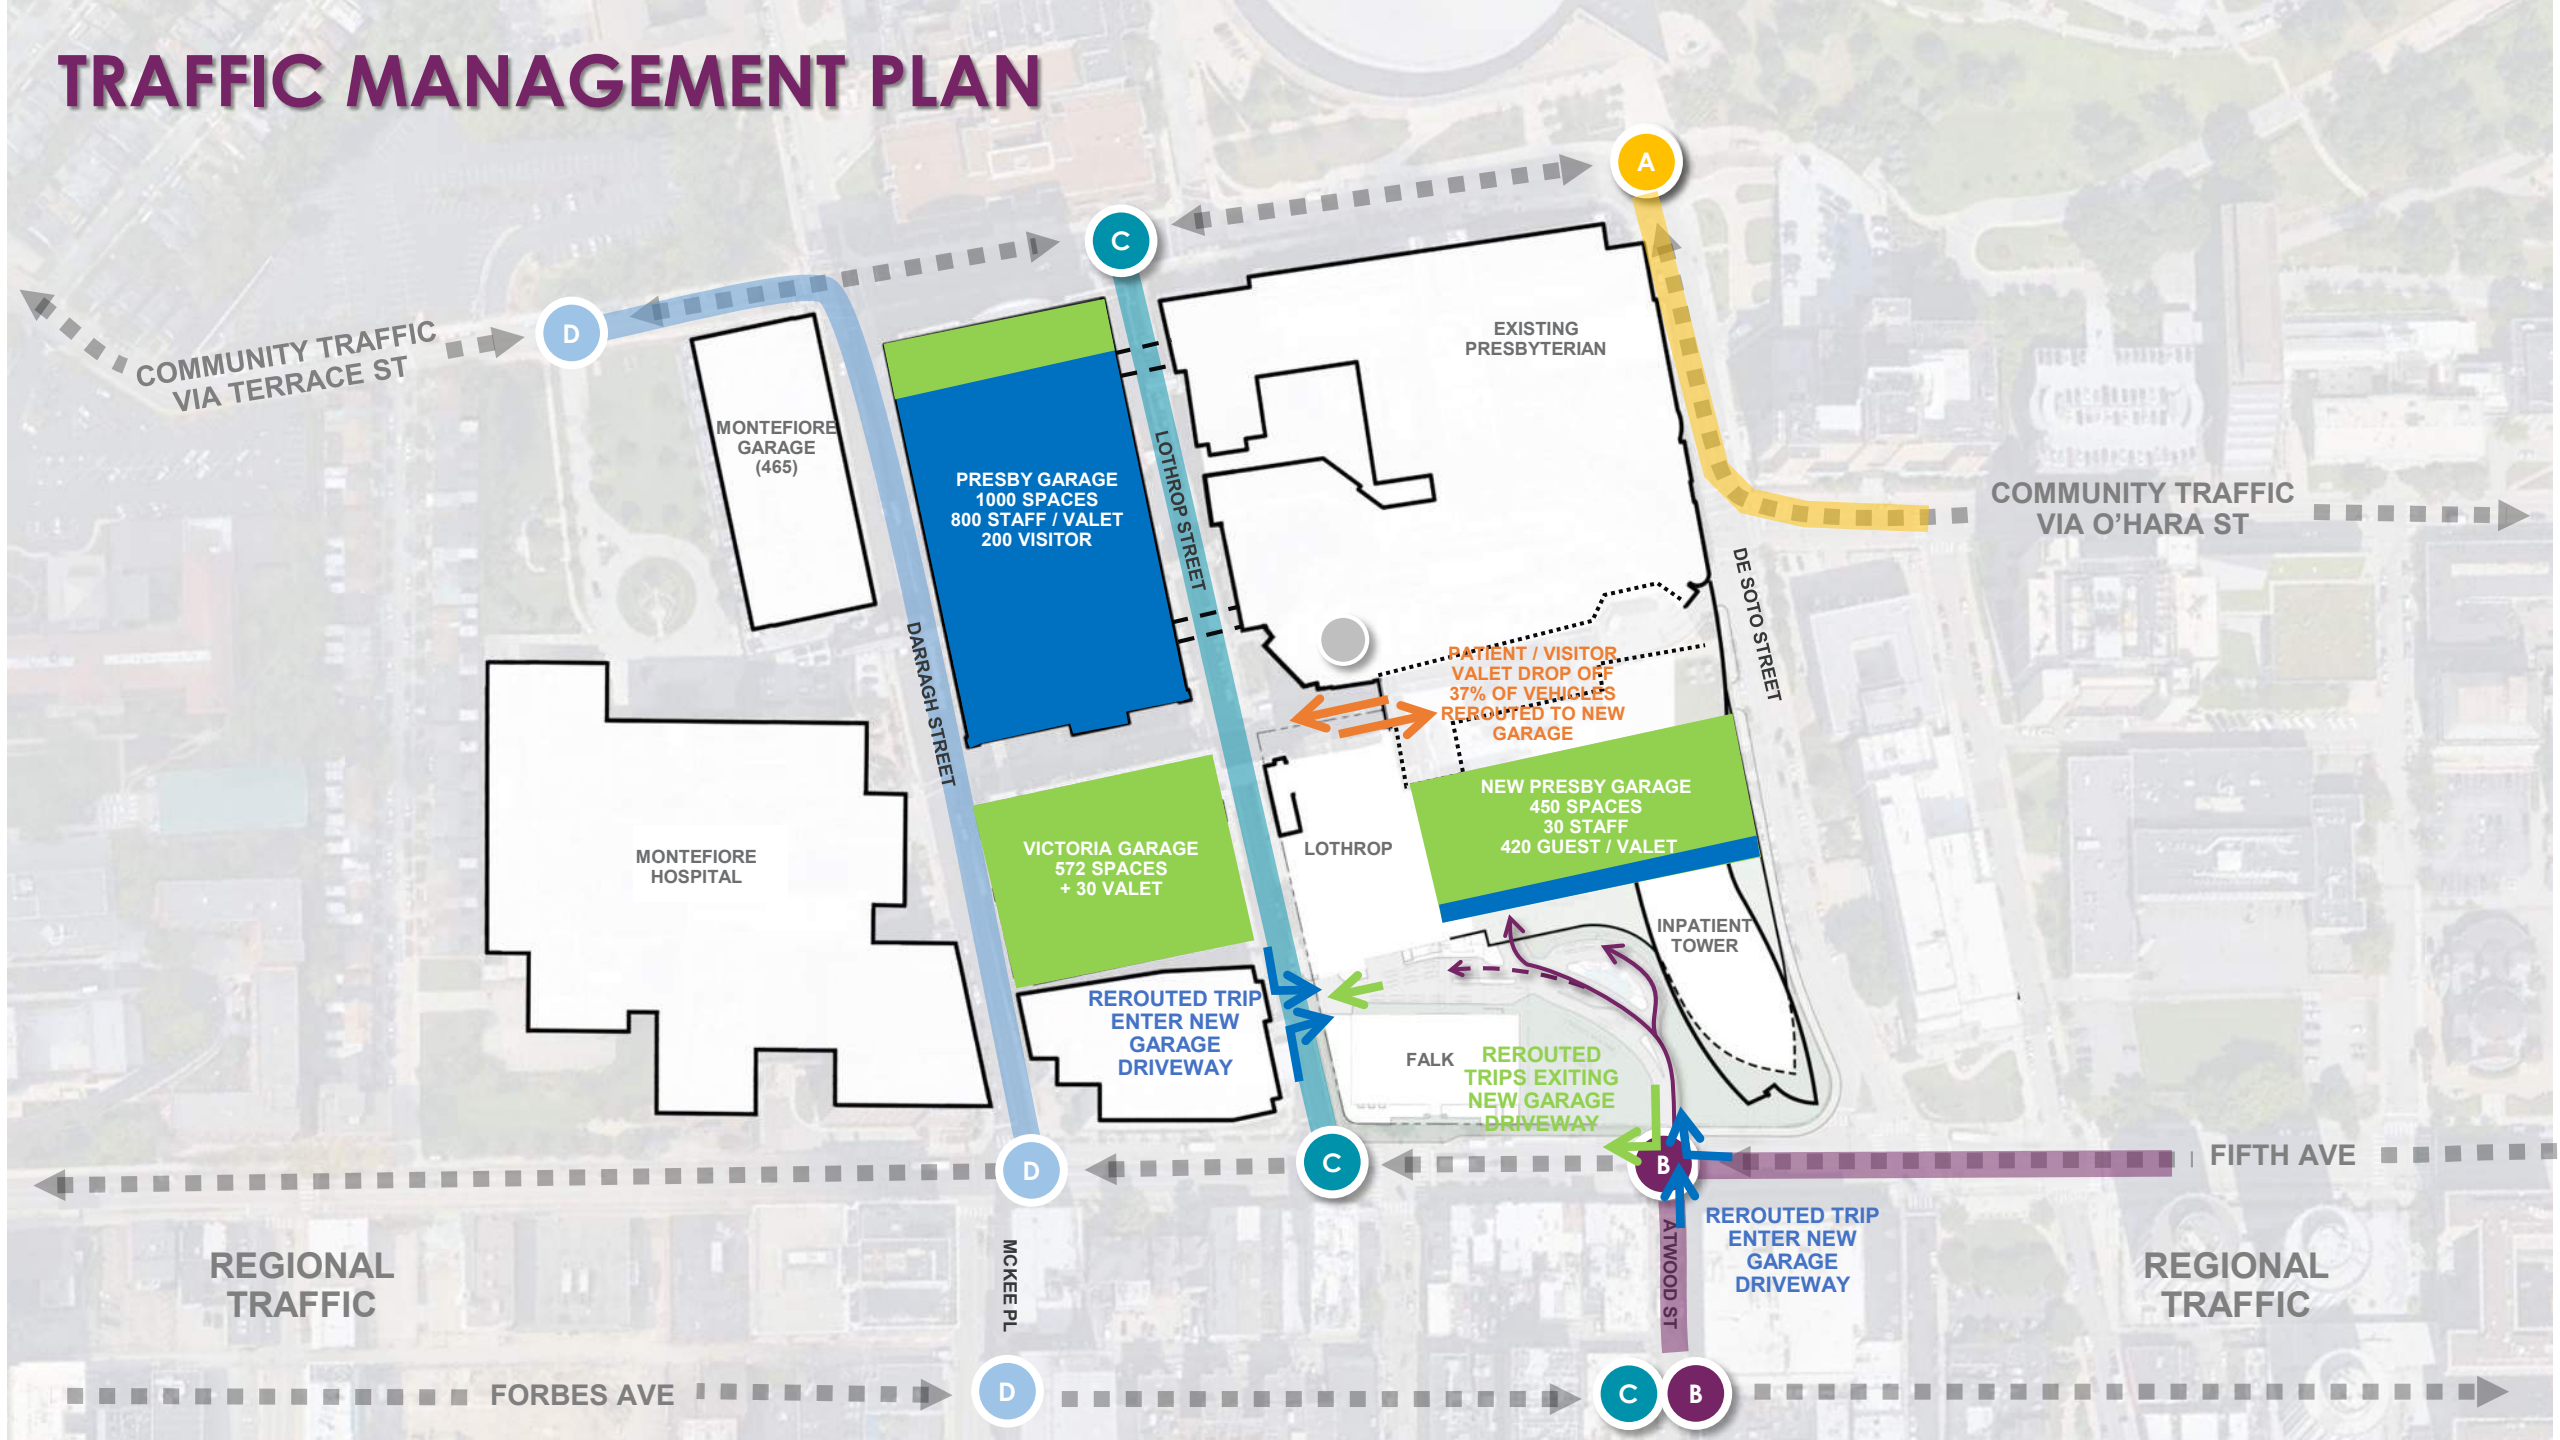 TRAFFIC MANAGEMENT PLAN
A
C
D
COMMUNITY TRAFFIC
VIA TERRACE ST
EXISTING
PRESBYTERIAN
MONTEFIORE
GARAGE
(465)
PRESBY GARAGE
1000 SPACES
800 STAFF / VALET
200 VISITOR
LOTHROP STREET
COMMUNITY TRAFFIC
VIA O'HARA ST
DE SOTO STREET
DARRAGH STREET
PATIENT / VISITOR
VALET DROP OFF
37% OF VEHICLES
REROUTED TO NEW
GARAGE
NEW PRESBY GARAGE
450 SPACES
30 STAFF
420 GUEST / VALET
MONTEFIORE
HOSPITAL
VICTORIA GARAGE
572 SPACES
+ 30 VALET
LOTHROP
INPATIENT
TOWER
REROUTED TRIP
ENTER NEW
GARAGE
DRIVEWAY
FALK
REROUTED
TRIPS EXITING
NEW GARAGE
DRIVEWAY
D
C
B
FIFTH AVE
REGIONAL
TRAFFIC
MCKEE PL
ATWOOD ST
REROUTED TRIP
ENTER NEW
GARAGE
DRIVEWAY
REGIONAL
TRAFFIC
FORBES AVE
D
C
B